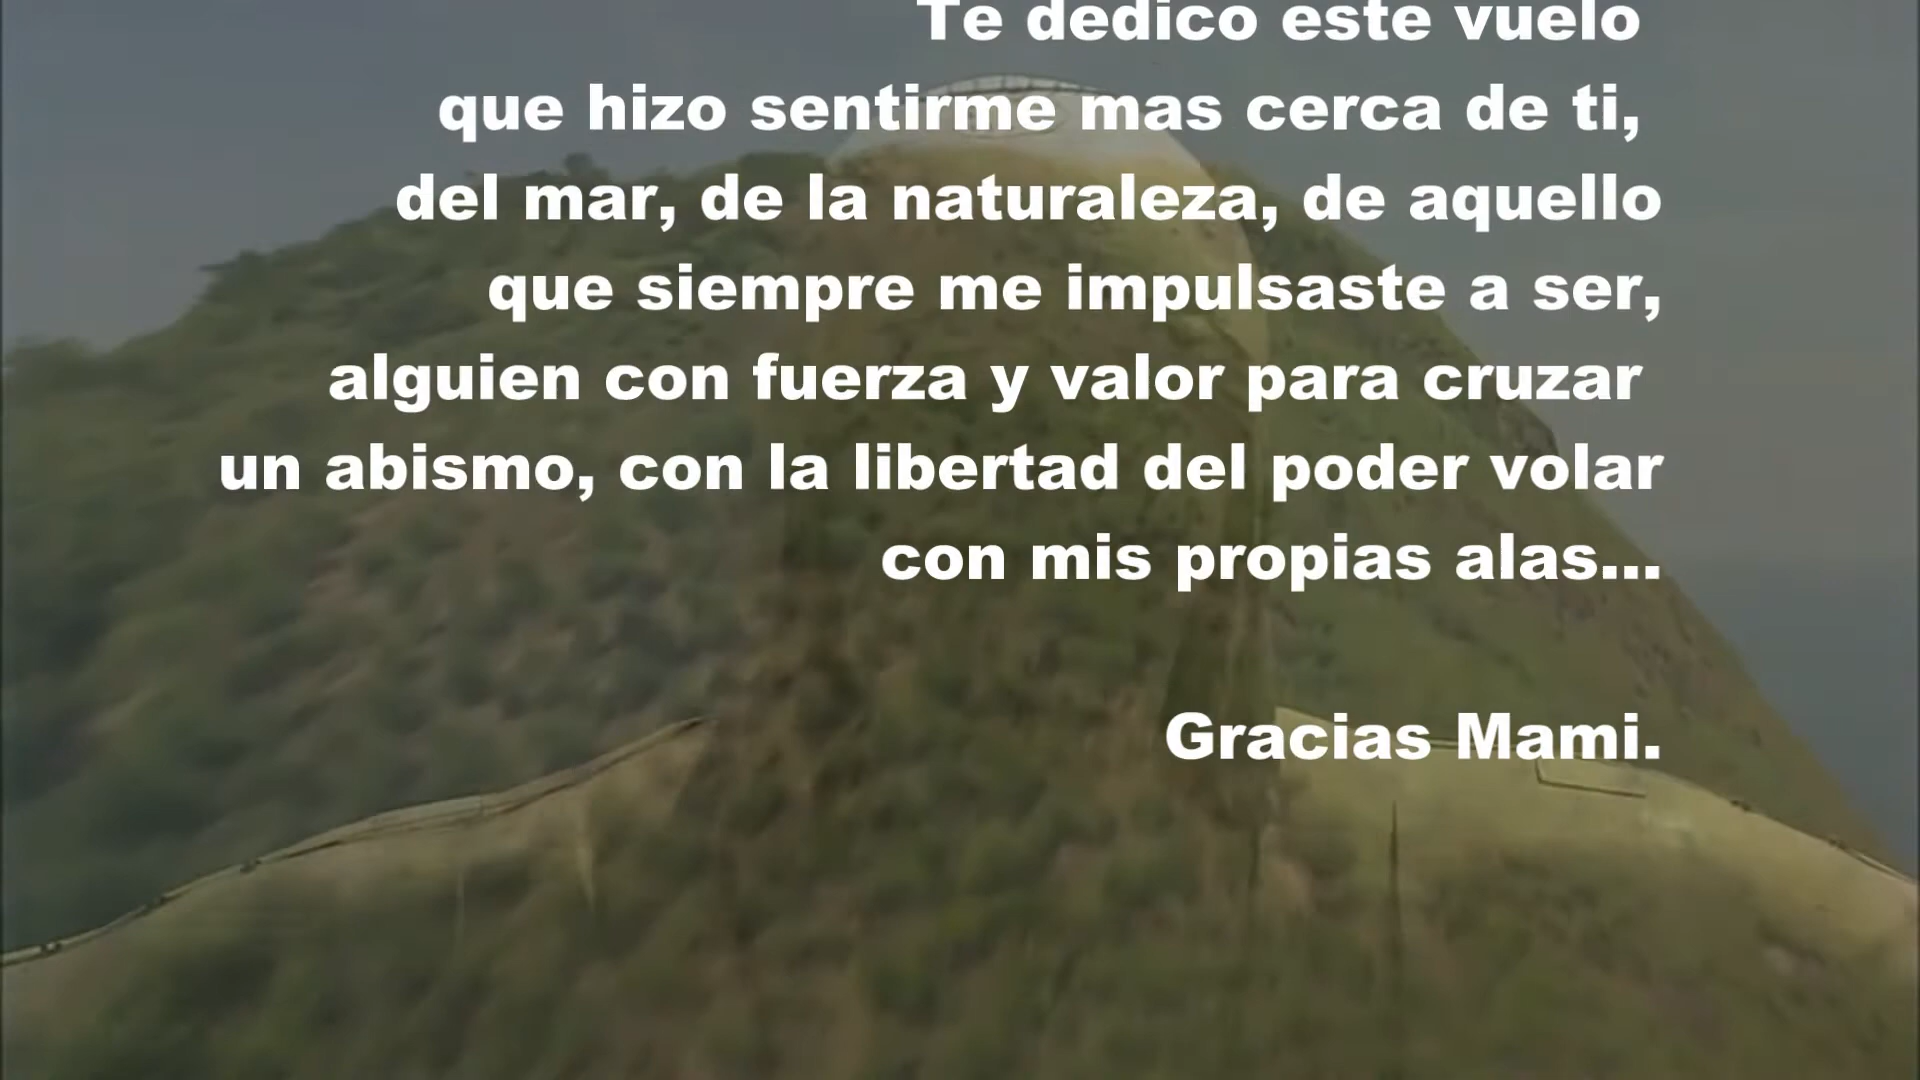 Te dedico este vuelo
que hizo sentirme mas cerca de ti,
del mar, de la naturaleza, de aquello
que siempre me impulsaste a ser,
alguien con fuerza y valor para cruzar
un abismo, con la libertad del poder volar
con mis propias alas...
Gracias Mami.